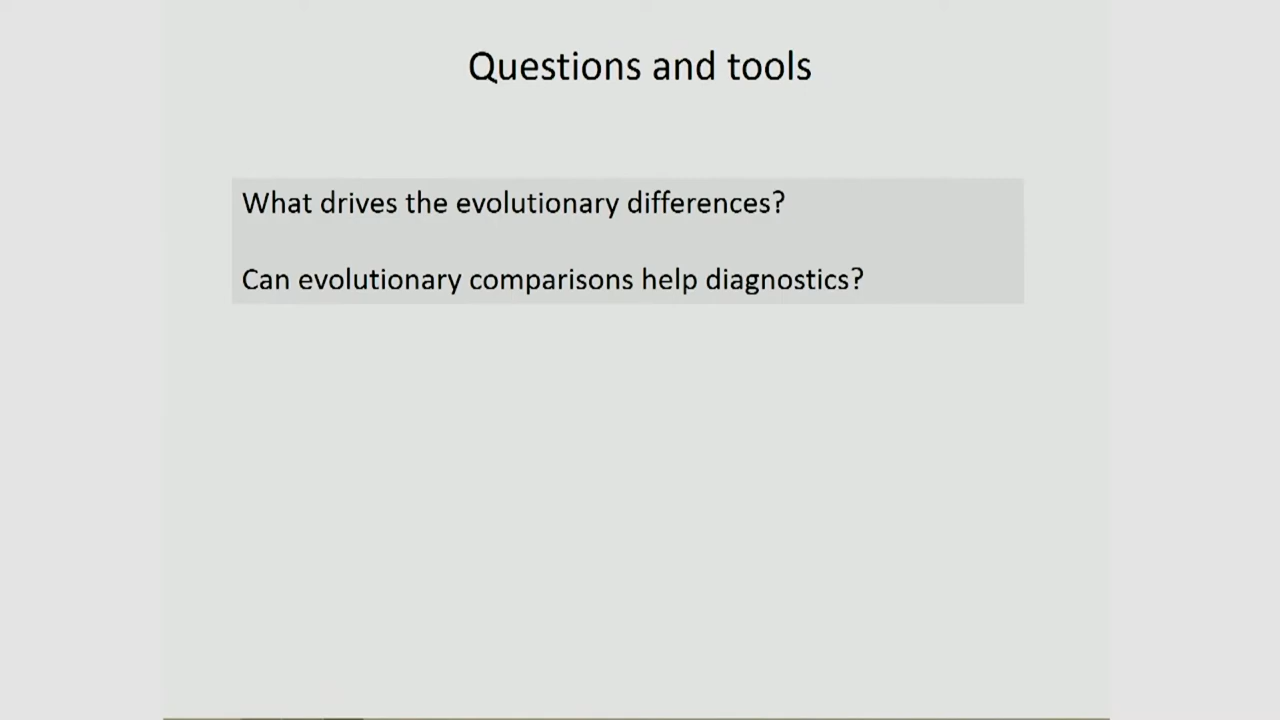 Questions and tools
What drives the evolutionary differences?
Can evolutionary comparisons help diagnostics?